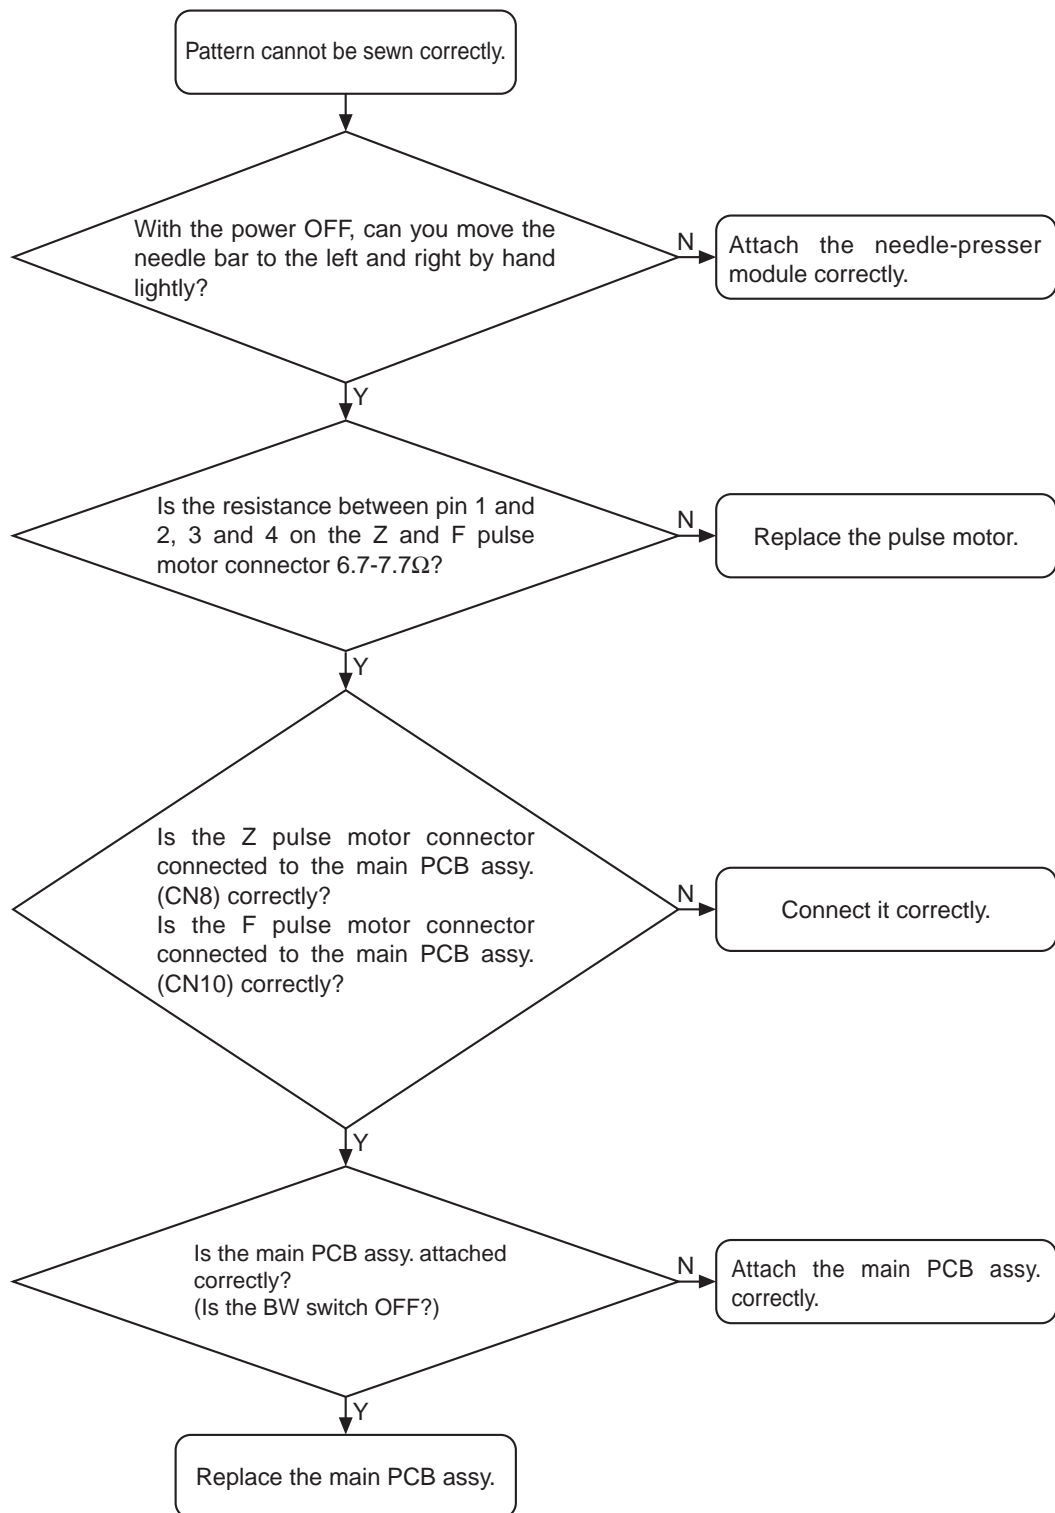 Pattern cannot be sewn correctly.
With the power OFF, can you move the
needle bar to the left and right by hand
lightly?
N
Attach the needle-presser
module correctly.
Y
Is the resistance between pin 1 and
2, 3 and 4 on the Z and F pulse
motor connector 6.7-7.7Ω?
N
Replace the pulse motor.
Y
Is the Z pulse motor connector
connected to the main PCB assy.
(CN8) correctly?
Is the F pulse motor connector
connected to the main PCB assy.
(CN10) correctly?
N
Connect it correctly.
Y
Is the main PCB assy. attached
correctly?
(Is the BW switch OFF?)
N
Attach the main PCB assy.
correctly.
Y
Replace the main PCB assy.